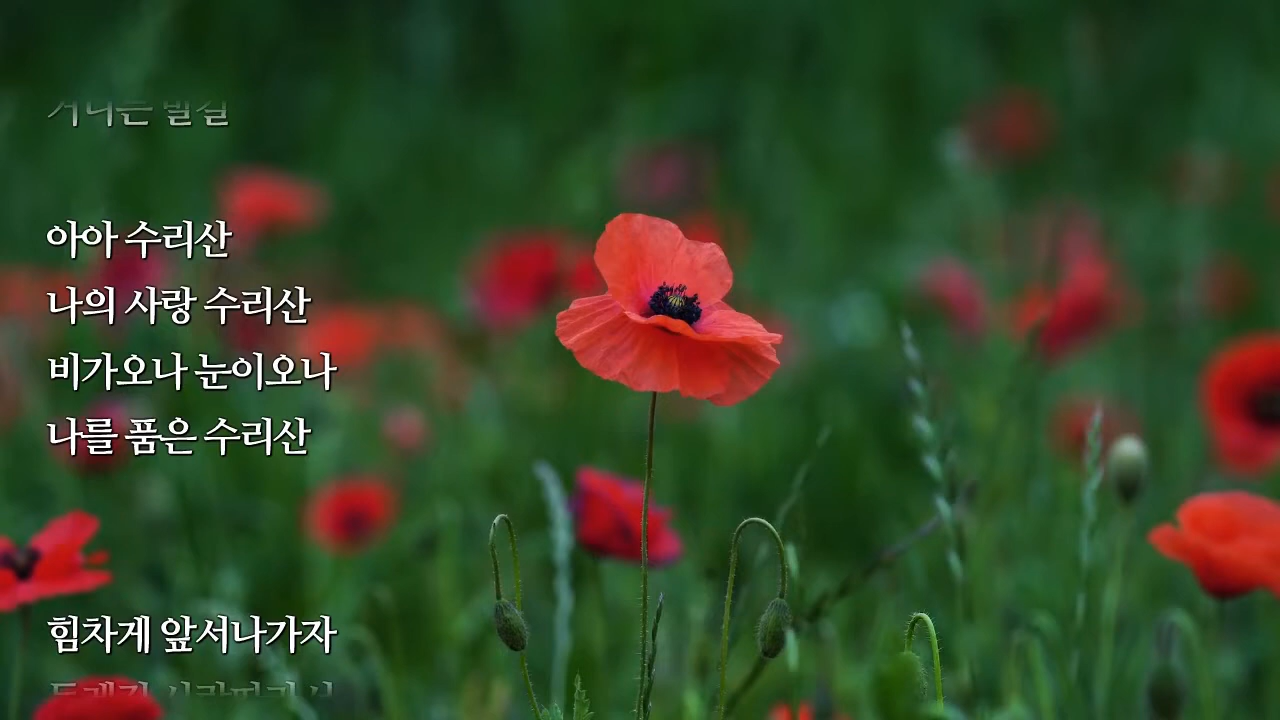 아아 수리산
나의 사랑 수리산
비가오나 눈이오나
나를 품은 수리산
힘차게 앞서나가자